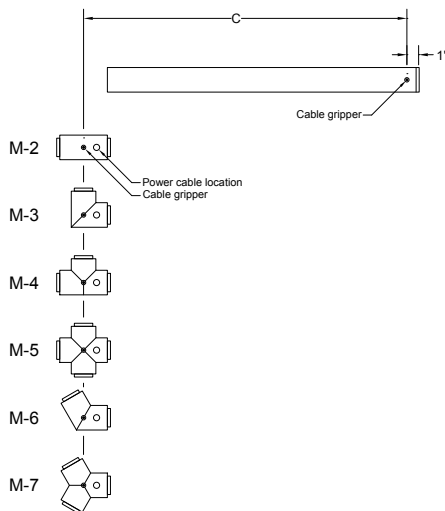 C
1"
Cable gripper
M-2
Power cable location
Cable gripper
M-3
M-4
M-5
M-6
M-7